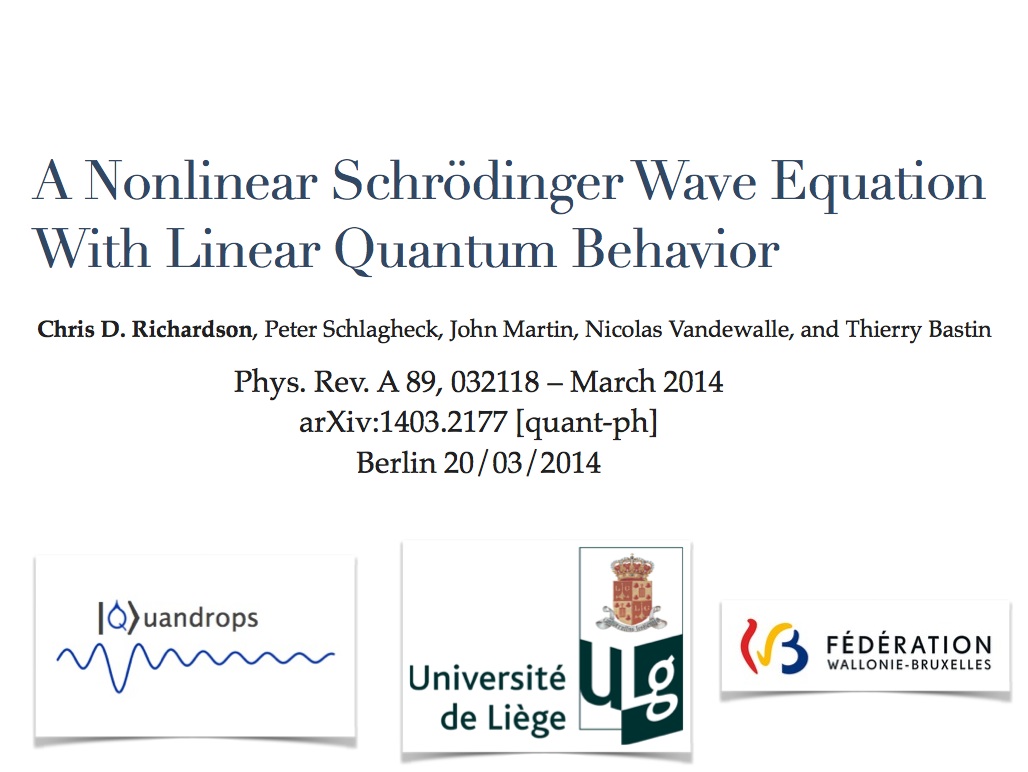 A Nonlinear Schrödinger Wave Equation
With Linear Quantum Behavior
Chris D. Richardson, Peter Schlagheck, John Martin, Nicolas Vandewalle, and Thierry Bastin
Phys. Rev. A 89, 032118 – March 2014
arXiv:1403.2177 [quant-ph]
Berlin 20/03/2014
|Q⟩uandrops
Université
de Liège
ULg
FÉDÉRATION
WALLONIE-BRUXELLES